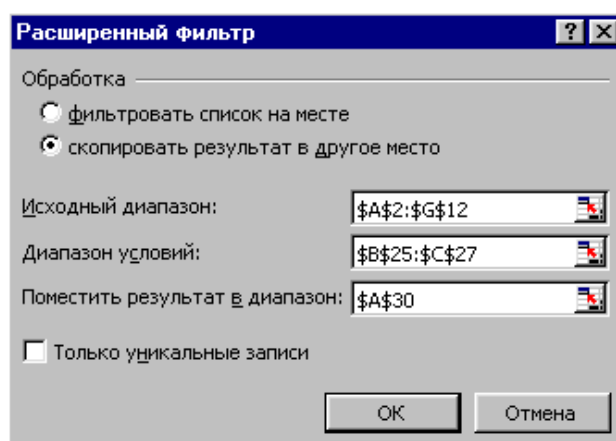 Расширенный фильтр
Обработка
фильтровать список на месте
скопировать результат в другое место
Исходный диапазон: $A$2:$G$12
Диапазон условий: $B$25:$C$27
Поместить результат в диапазон: $A$30
Только уникальные записи
ОК Отмена